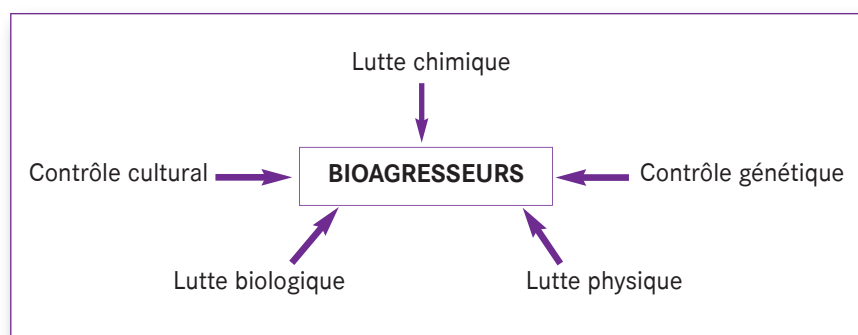 Lutte chimique
Contrôle cultural
BIOAGRESSEURS
Contrôle génétique
Lutte biologique
Lutte physique